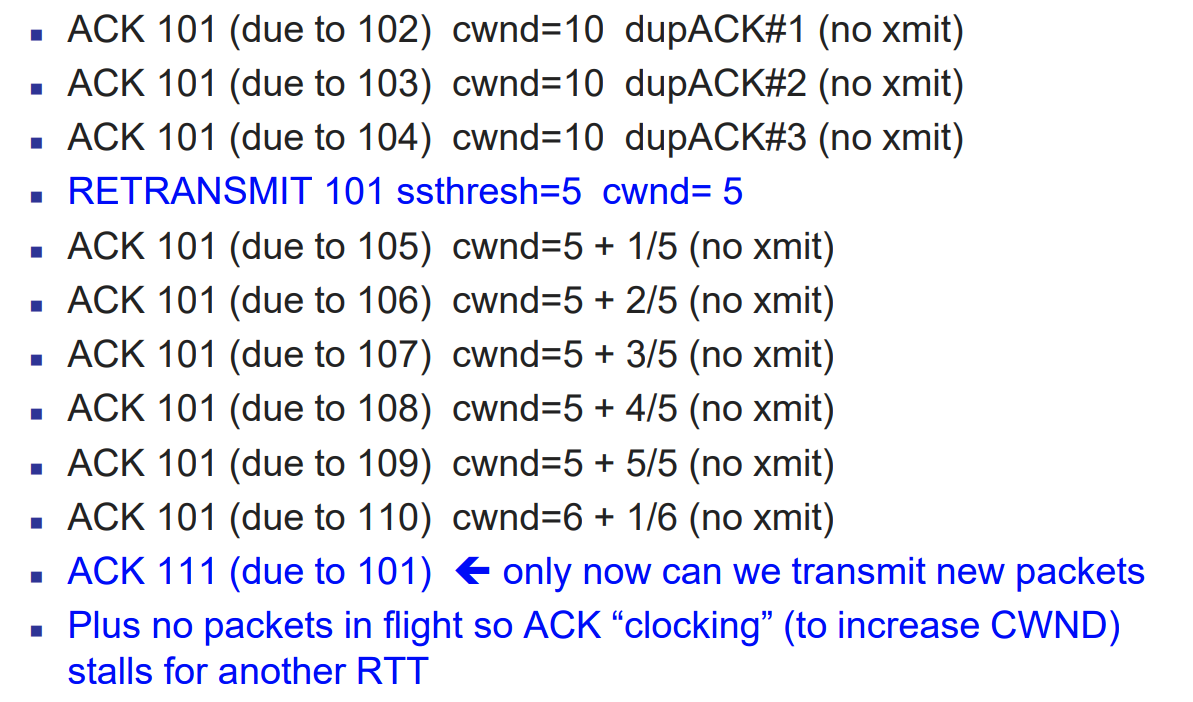 ▪ ACK 101 (due to 102) cwnd=10 dupACK#1 (no xmit)
▪ ACK 101 (due to 103) cwnd=10 dupACK#2 (no xmit)
▪ ACK 101 (due to 104) cwnd=10 dupACK#3 (no xmit)
▪ RETRANSMIT 101 ssthresh=5 cwnd= 5
▪ ACK 101 (due to 105) cwnd=5 + 1/5 (no xmit)
▪ ACK 101 (due to 106) cwnd=5 + 2/5 (no xmit)
▪ ACK 101 (due to 107) cwnd=5 + 3/5 (no xmit)
▪ ACK 101 (due to 108) cwnd=5 + 4/5 (no xmit)
▪ ACK 101 (due to 109) cwnd=5 + 5/5 (no xmit)
▪ ACK 101 (due to 110) cwnd=6 + 1/6 (no xmit)
▪ ACK 111 (due to 101) ← only now can we transmit new packets
▪ Plus no packets in flight so ACK “clocking” (to increase CWND)
stalls for another RTT